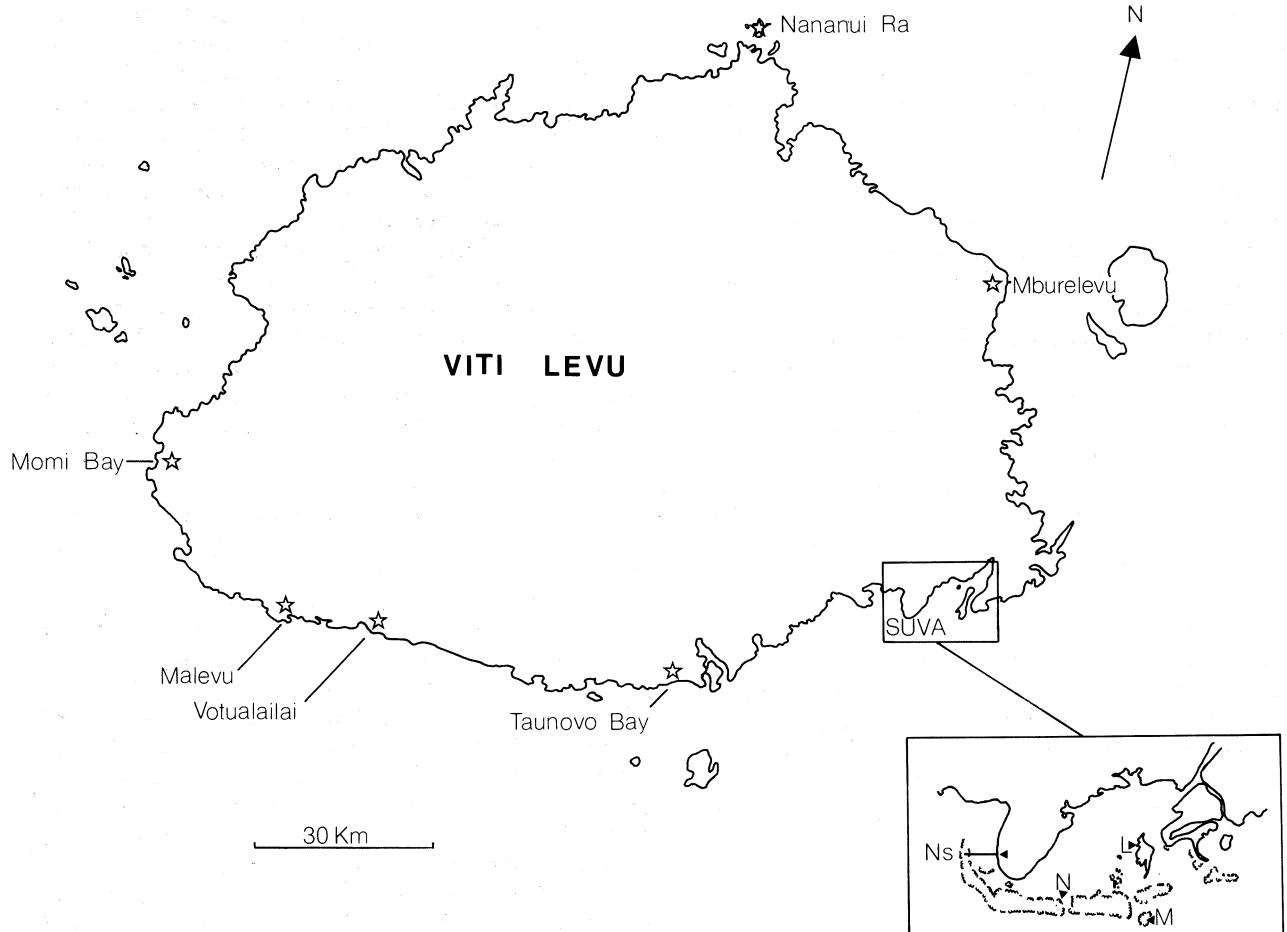 N
Nananui Ra
Mburelevu
VITI LEVU
Momi Bay
SUVA
Malevu
Votualailai
Taunovo Bay
30 Km
Ns
L
N
M